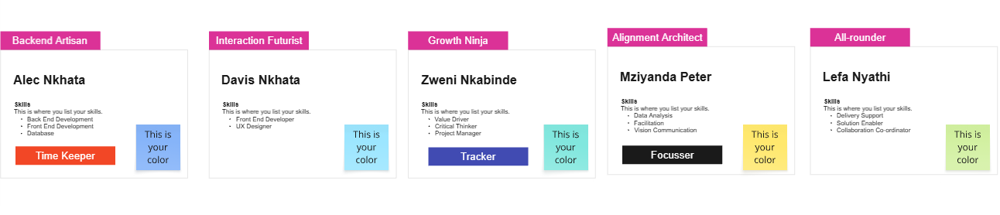 Backend Artisan
Alec Nkhata
Skills
This is where you list your skills.
• Back End Development
• Front End Development
• Database
Time Keeper
This is
your
color
Interaction Futurist
Davis Nkhata
Skills
This is where you list your skills.
• Front End Developer
• UX Designer
This is
your
color
Growth Ninja
Zweni Nkabinde
Skills
This is where you list your skills.
• Value Driver
• Critical Thinker
• Project Manager
Tracker
This is
your
color
Alignment Architect
Mziyanda Peter
Skills
This is where you list your skills.
• Data Analysis
• Facilitation
• Vision Communication
Focusser
This is
your
color
All-rounder
Lefa Nyathi
Skills
This is where you list your skills.
• Delivery Support
• Solution Enabler
• Collaboration Co-ordinator
This is
your
color